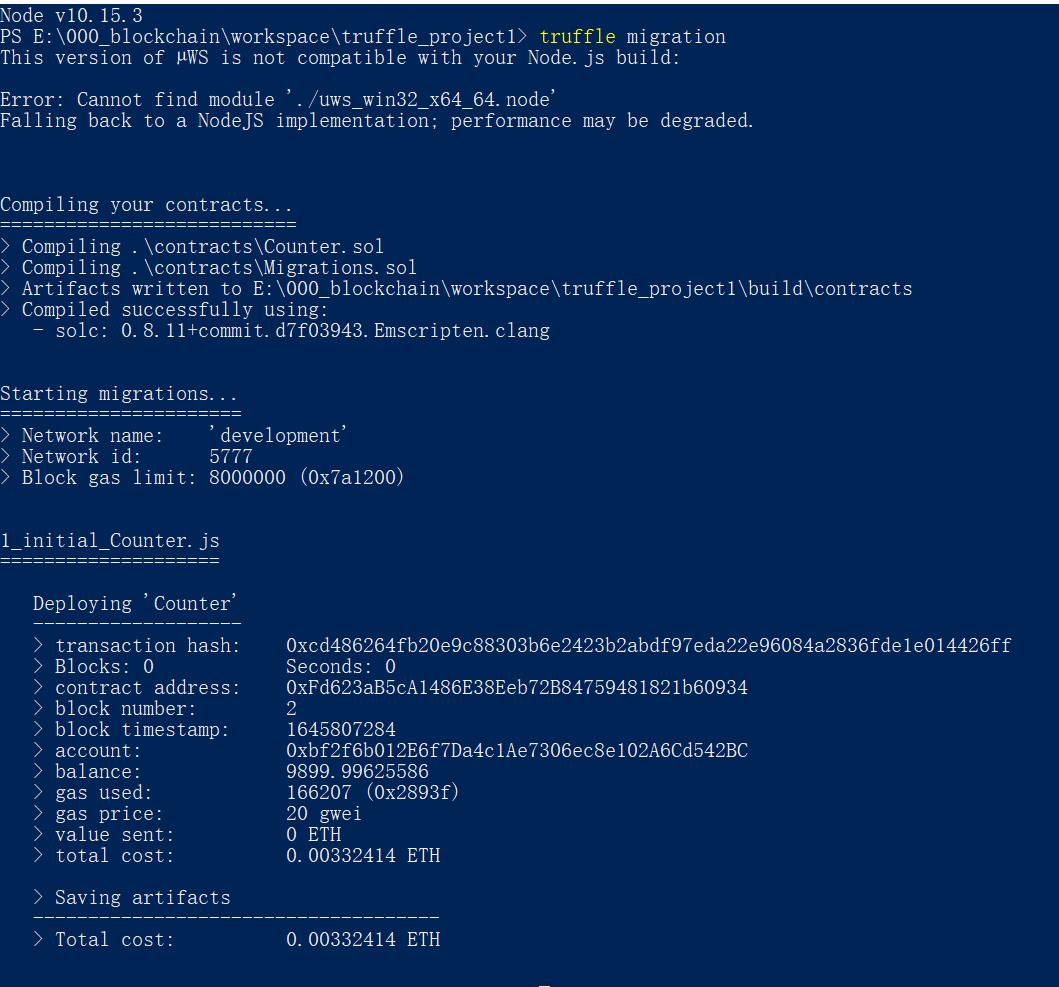 Node v10.15.3
PS E:\000_blockchain\workspace\truffle_project1> truffle migration
This version of µWS is not compatible with your Node.js build:
Error: Cannot find module './uws_win32_x64_64.node'
Falling back to a NodeJS implementation; performance may be degraded.
Compiling your contracts...
===========================
> Compiling .\contracts\Counter.sol
> Compiling .\contracts\Migrations.sol
> Artifacts written to E:\000_blockchain\workspace\truffle_project1\build\contracts
> Compiled successfully using:
   - solc: 0.8.11+commit.d7f03943.Emscripten.clang
Starting migrations...
======================
> Network name:    'development'
> Network id:      5777
> Block gas limit: 8000000 (0x7a1200)
1_initial_Counter.js
====================
   Deploying 'Counter'
   -------------------
   > transaction hash:    0xcd486264fb20e9c88303b6e2423b2abdf97eda22e96084a2836fde1e014426ff
   > Blocks: 0            Seconds: 0
   > contract address:    0xFd623aB5cA1486E38Eeb72B84759481821b60934
   > block number:        2
   > block timestamp:     1645807284
   > account:             0xbf2f6b012E6f7Da4c1Ae7306ec8e102A6Cd542BC
   > balance:             9899.99625586
   > gas used:            166207 (0x2893f)
   > gas price:           20 gwei
   > value sent:          0 ETH
   > total cost:          0.00332414 ETH
   > Saving artifacts
   -------------------------------------
   > Total cost:          0.00332414 ETH